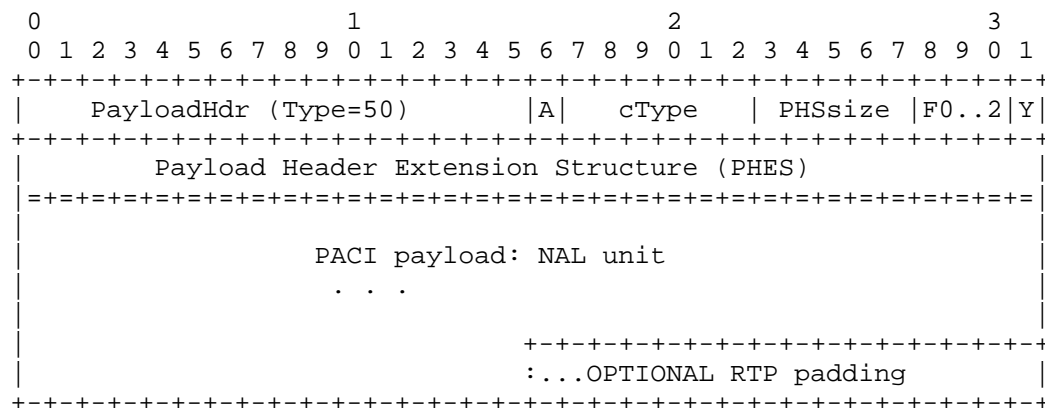 0                   1                   2                   3
 0 1 2 3 4 5 6 7 8 9 0 1 2 3 4 5 6 7 8 9 0 1 2 3 4 5 6 7 8 9 0 1
+-+-+-+-+-+-+-+-+-+-+-+-+-+-+-+-+-+-+-+-+-+-+-+-+-+-+-+-+-+-+-+-+
|    PayloadHdr (Type=50)       |A|   cType   | PHSsize |F0..2|Y|
+-+-+-+-+-+-+-+-+-+-+-+-+-+-+-+-+-+-+-+-+-+-+-+-+-+-+-+-+-+-+-+-+
|        Payload Header Extension Structure (PHES)              |
|=+=+=+=+=+=+=+=+=+=+=+=+=+=+=+=+=+=+=+=+=+=+=+=+=+=+=+=+=+=+=+=|
|                                                               |
|                  PACI payload: NAL unit                       |
|                   . . .                                       |
|                                                               |
|                               +-+-+-+-+-+-+-+-+-+-+-+-+-+-+-+-+
|                               :...OPTIONAL RTP padding        |
+-+-+-+-+-+-+-+-+-+-+-+-+-+-+-+-+-+-+-+-+-+-+-+-+-+-+-+-+-+-+-+-+